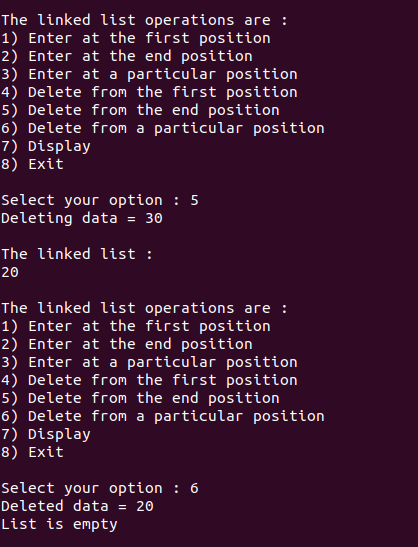 The linked list operations are :
1) Enter at the first position
2) Enter at the end position
3) Enter at a particular position
4) Delete from the first position
5) Delete from the end position
6) Delete from a particular position
7) Display
8) Exit
Select your option : 5
Deleting data = 30
The linked list :
20
The linked list operations are :
1) Enter at the first position
2) Enter at the end position
3) Enter at a particular position
4) Delete from the first position
5) Delete from the end position
6) Delete from a particular position
7) Display
8) Exit
Select your option : 6
Deleted data = 20
List is empty